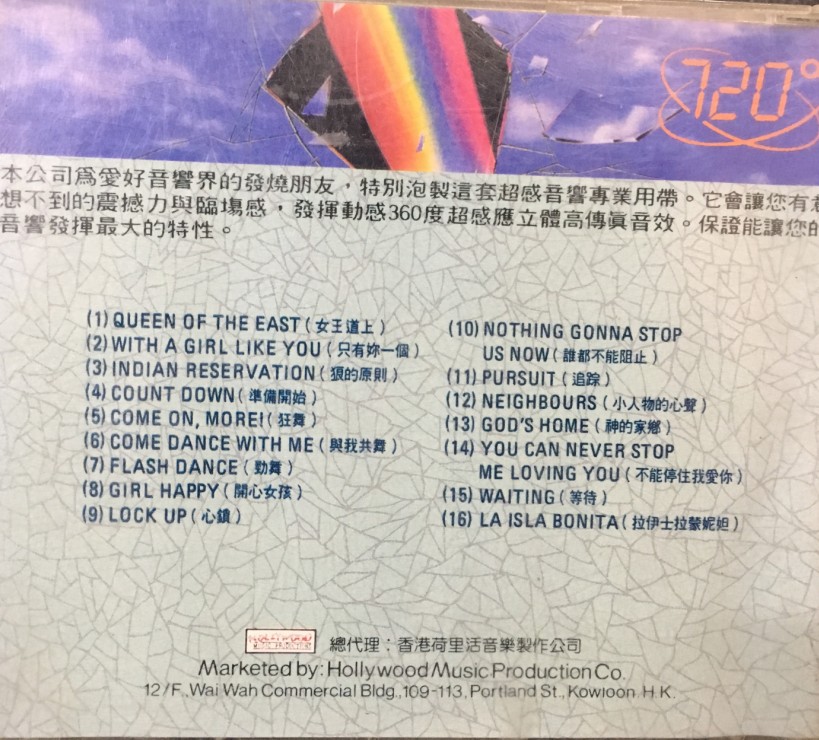 720°
本公司爲愛好音響界的發燒朋友，特別泡製這套超感音響專業用帶。它會讓您有意
想不到的震撼力與臨場感，發揮動感360度超感應立體高傳眞音效。保證能讓您的
音響發揮最大的特性。
(1) QUEEN OF THE EAST (女王道上)
(2) WITH A GIRL LIKE YOU (只有妳一個)
(3) INDIAN RESERVATION (狼的原則)
(4) COUNT DOWN (準備開始)
(5) COME ON, MORE! (狂舞)
(6) COME DANCE WITH ME (與我共舞)
(7) FLASH DANCE (勁舞)
(8) GIRL HAPPY (開心女孩)
(9) LOCK UP (心鎖)
(10) NOTHING GONNA STOP
US NOW (誰都不能阻止)
(11) PURSUIT (追踪)
(12) NEIGHBOURS (小人物的心聲)
(13) GOD'S HOME (神的家鄉)
(14) YOU CAN NEVER STOP
ME LOVING YOU (不能停住我愛你)
(15) WAITING (等待)
(16) LA ISLA BONITA (拉伊士拉蒙妮妲)
總代理：香港荷里活音樂製作公司
Marketed by: Hollywood Music Production Co.
12/F., Wai Wah Commercial Bldg., 109-113, Portland St., Kowloon. H.K.